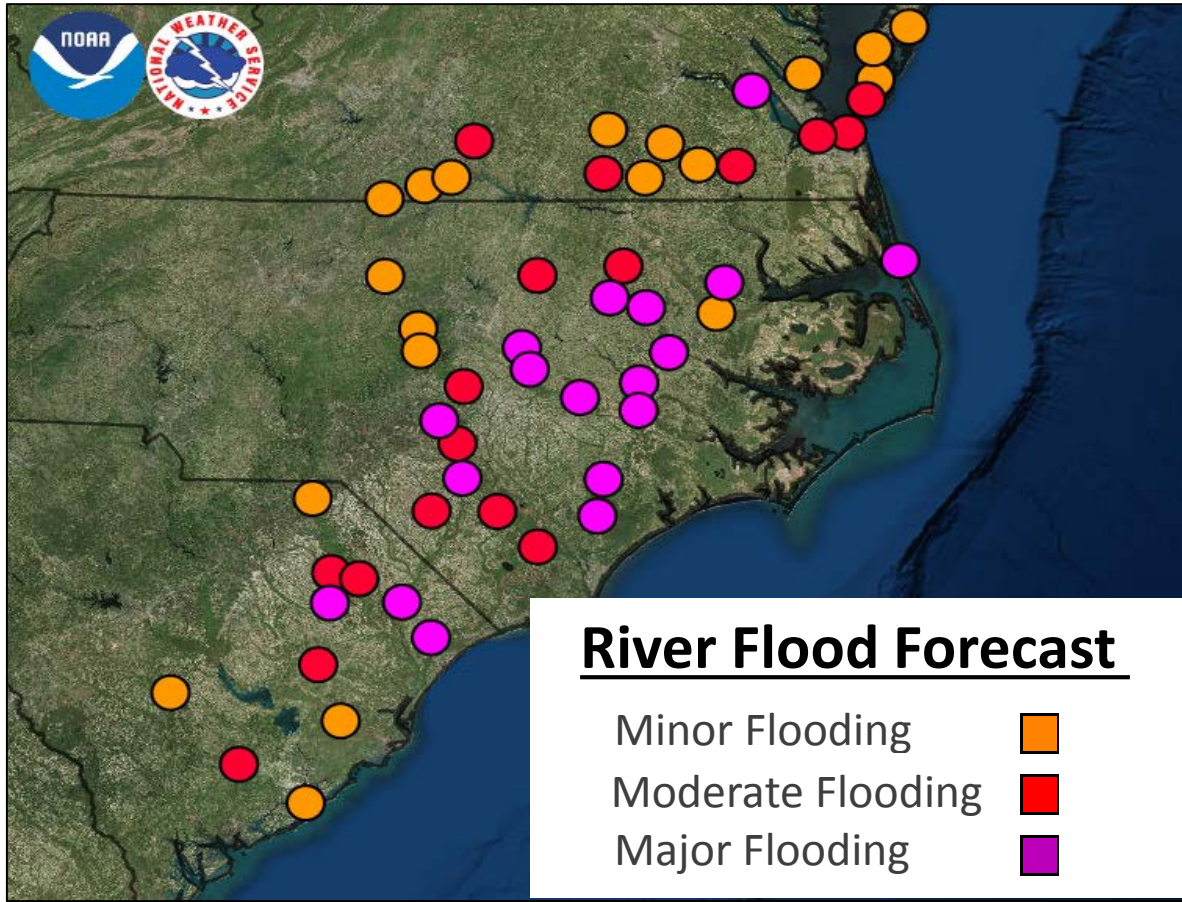 NOAA
NATIONAL WEATHER SERVICE
River Flood Forecast
Minor Flooding
Moderate Flooding
Major Flooding